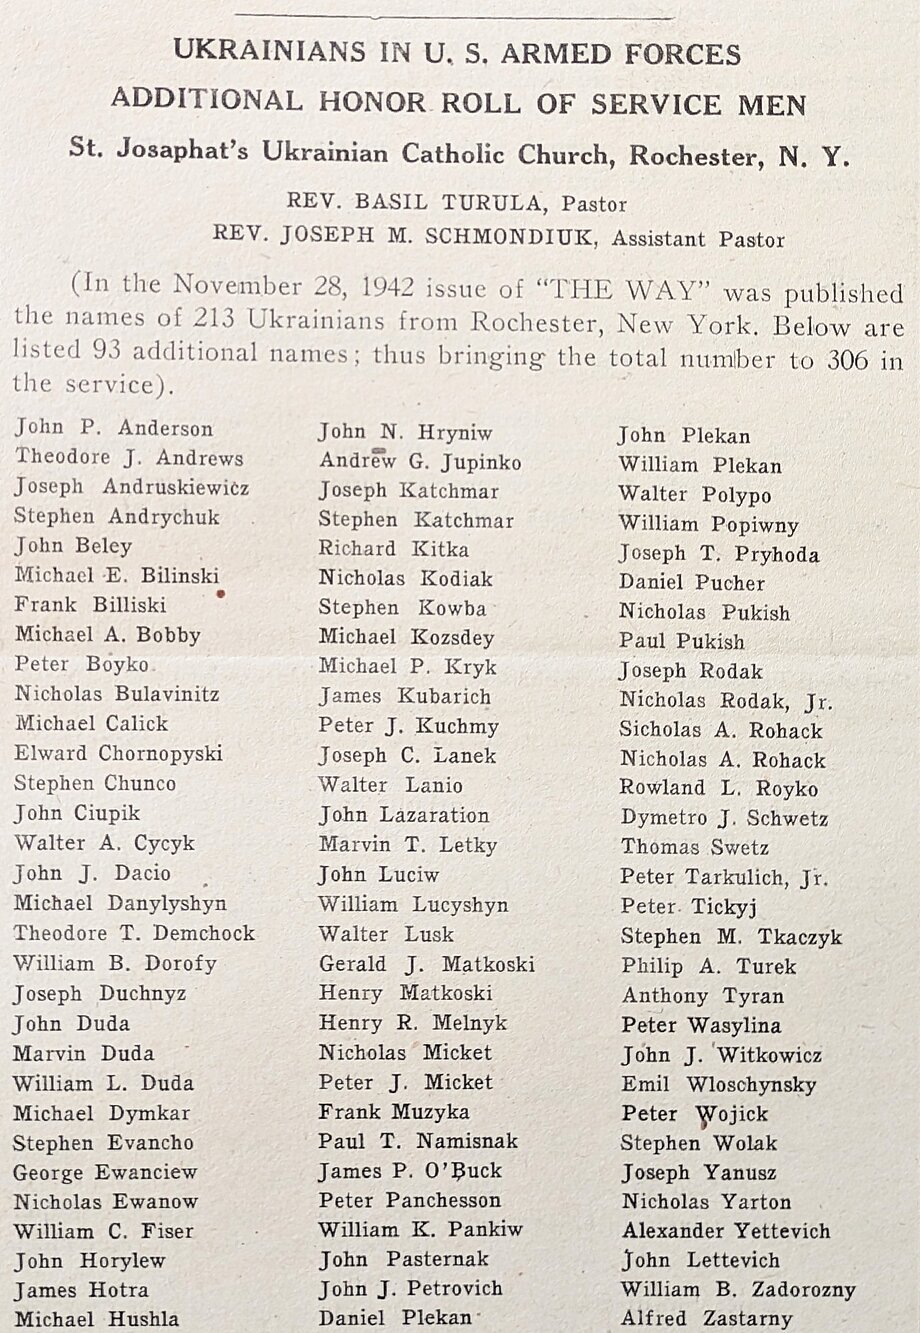 UKRAINIANS IN U. S. ARMED FORCES
ADDITIONAL HONOR ROLL OF SERVICE MEN
St. Josaphat's Ukrainian Catholic Church, Rochester, N. Y.
REV. BASIL TURULA, Pastor
REV. JOSEPH M. SCHMONDIUK, Assistant Pastor
(In the November 28, 1942 issue of "THE WAY" was published
the names of 213 Ukrainians from Rochester, New York. Below are
listed 93 additional names; thus bringing the total number to 306 in
the service).
John P. Anderson
Theodore J. Andrews
Joseph Andruskiewicz
Stephen Andrychuk
John Beley
Michael E. Bilinski
Frank Billiski
Michael A. Bobby
Peter Boyko
Nicholas Bulavinitz
Michael Calick
Elward Chornopyski
Stephen Chunco
John Ciupik
Walter A. Cycyk
John J. Dacio
Michael Danylyshyn
Theodore T. Demchock
William B. Dorofy
Joseph Duchnyz
John Duda
Marvin Duda
William L. Duda
Michael Dymkar
Stephen Evancho
George Ewanciew
Nicholas Ewanow
William C. Fiser
John Horylew
James Hotra
Michael Hushla
John N. Hryniw
Andrew G. Jupinko
Joseph Katchmar
Stephen Katchmar
Richard Kitka
Nicholas Kodiak
Stephen Kowba
Michael Kozsdey
Michael P. Kryk
James Kubarich
Peter J. Kuchmy
Joseph C. Lanek
Walter Lanio
John Lazaration
Marvin T. Letky
John Luciw
William Lucyshyn
Walter Lusk
Gerald J. Matkoski
Henry Matkoski
Henry R. Melnyk
Nicholas Micket
Peter J. Micket
Frank Muzyka
Paul T. Namisnak
James P. O'Buck
Peter Panchesson
William K. Pankiw
John Pasternak
John J. Petrovich
Daniel Plekan
John Plekan
William Plekan
Walter Polypo
William Popiwny
Joseph T. Pryhoda
Daniel Pucher
Nicholas Pukish
Paul Pukish
Joseph Rodak
Nicholas Rodak, Jr.
Sicholas A. Rohack
Nicholas A. Rohack
Rowland L. Royko
Dymetro J. Schwetz
Thomas Swetz
Peter Tarkulich, Jr.
Peter Tickyj
Stephen M. Tkaczyk
Philip A. Turek
Anthony Tyran
Peter Wasylina
John J. Witkowicz
Emil Wloschynsky
Peter Wojick
Stephen Wolak
Joseph Yanusz
Nicholas Yarton
Alexander Yettevich
John Lettevich
William B. Zadorozny
Alfred Zastarny